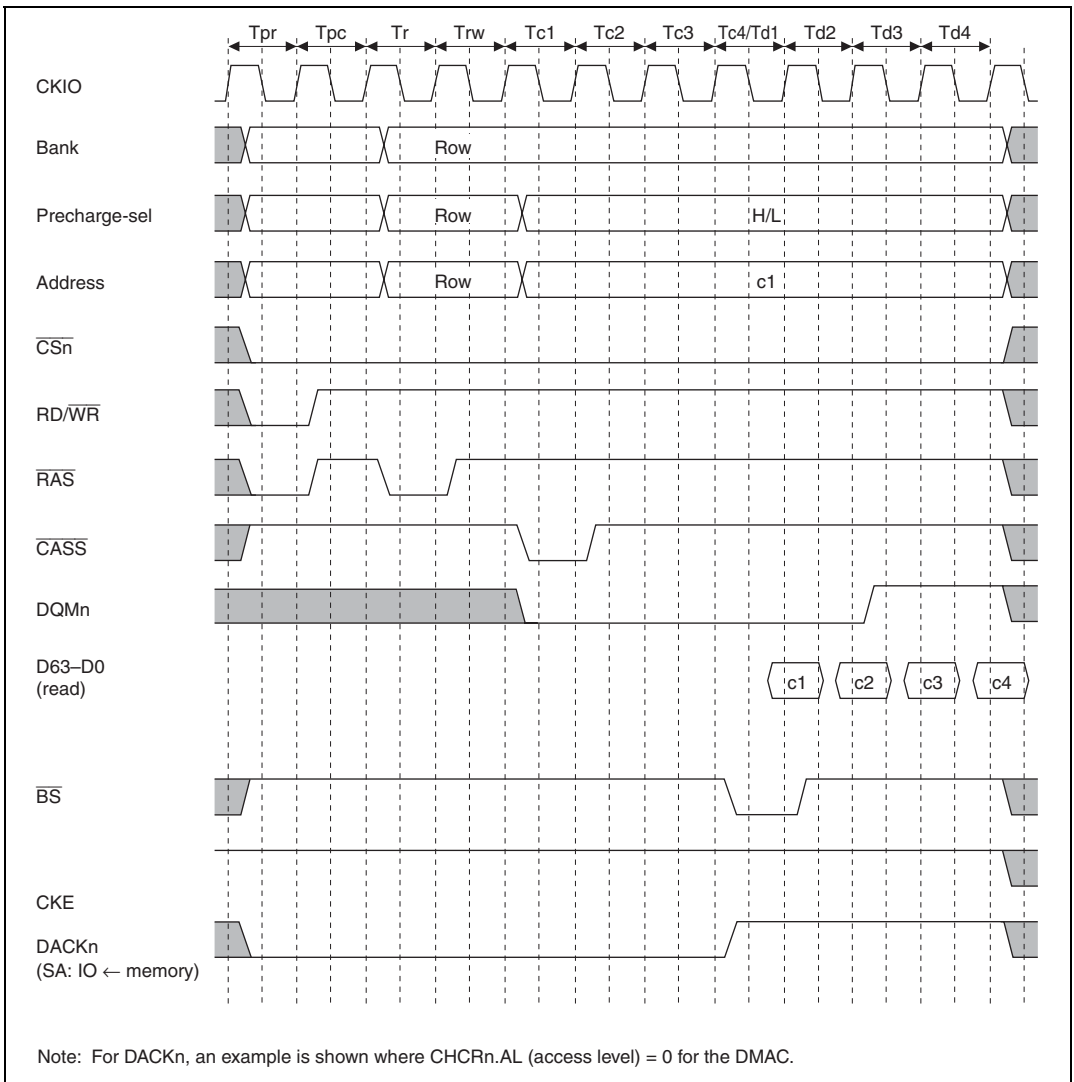 Tpr Tpc Tr Trw Tc1 Tc2 Tc3 Tc4/Td1 Td2 Td3 Td4
CKIO
Bank Row
Precharge-sel Row H/L
Address Row c1
CSn
RD/WR
RAS
CASS
DQMn
D63–D0
(read)
c1 c2 c3 c4
BS
CKE
DACKn
(SA: IO ← memory)
Note: For DACKn, an example is shown where CHCRn.AL (access level) = 0 for the DMAC.